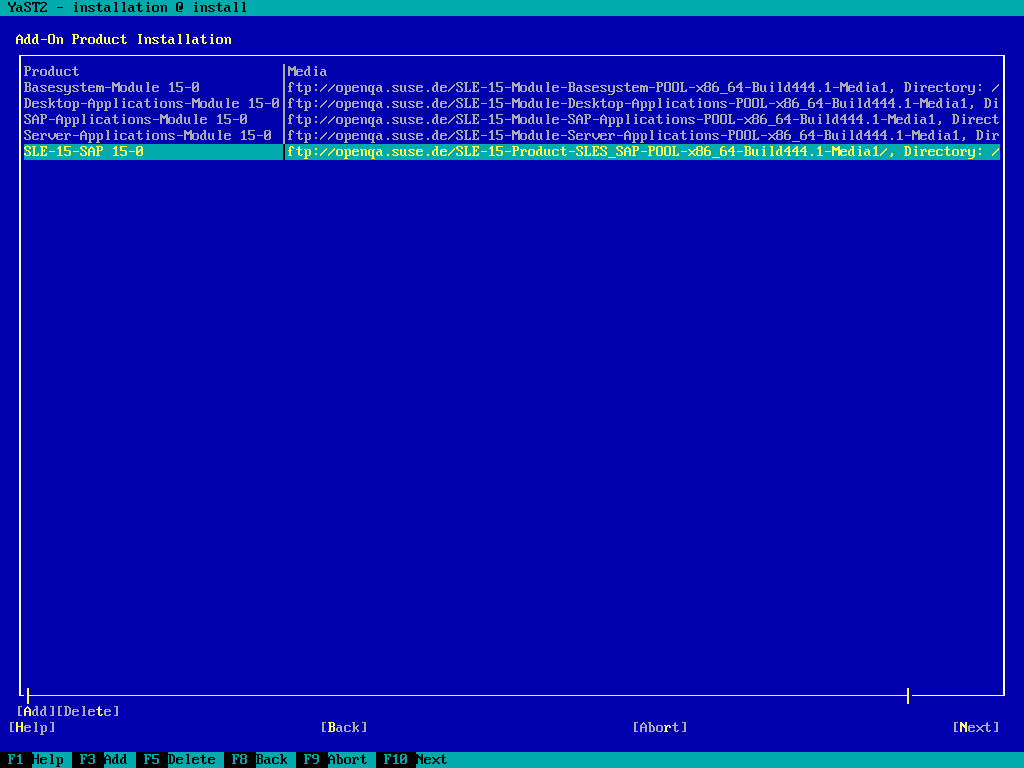 YaST2 - installation @ install
Add-On Product Installation
Product |Media
Basesystem-Module 15-0 |ftp://openqa.suse.de/SLE-15-Module-Basesystem-POOL-x86_64-Build444.1-Media1, Directory: /
Desktop-Applications-Module 15-0|ftp://openqa.suse.de/SLE-15-Module-Desktop-Applications-POOL-x86_64-Build444.1-Media1, Di
SAP-Applications-Module 15-0 |ftp://openqa.suse.de/SLE-15-Module-SAP-Applications-POOL-x86_64-Build444.1-Media1, Direct
Server-Applications-Module 15-0 |ftp://openqa.suse.de/SLE-15-Module-Server-Applications-POOL-x86_64-Build444.1-Media1, Dir
SLE-15-SAP 15-0 |ftp://openqa.suse.de/SLE-15-Product-SLES_SAP-POOL-x86_64-Build444.1-Media1/, Directory: /
[Add][Delete]
[Help] [Back] [Abort] [Next]
F1 Help F3 Add F5 Delete F8 Back F9 Abort F10 Next